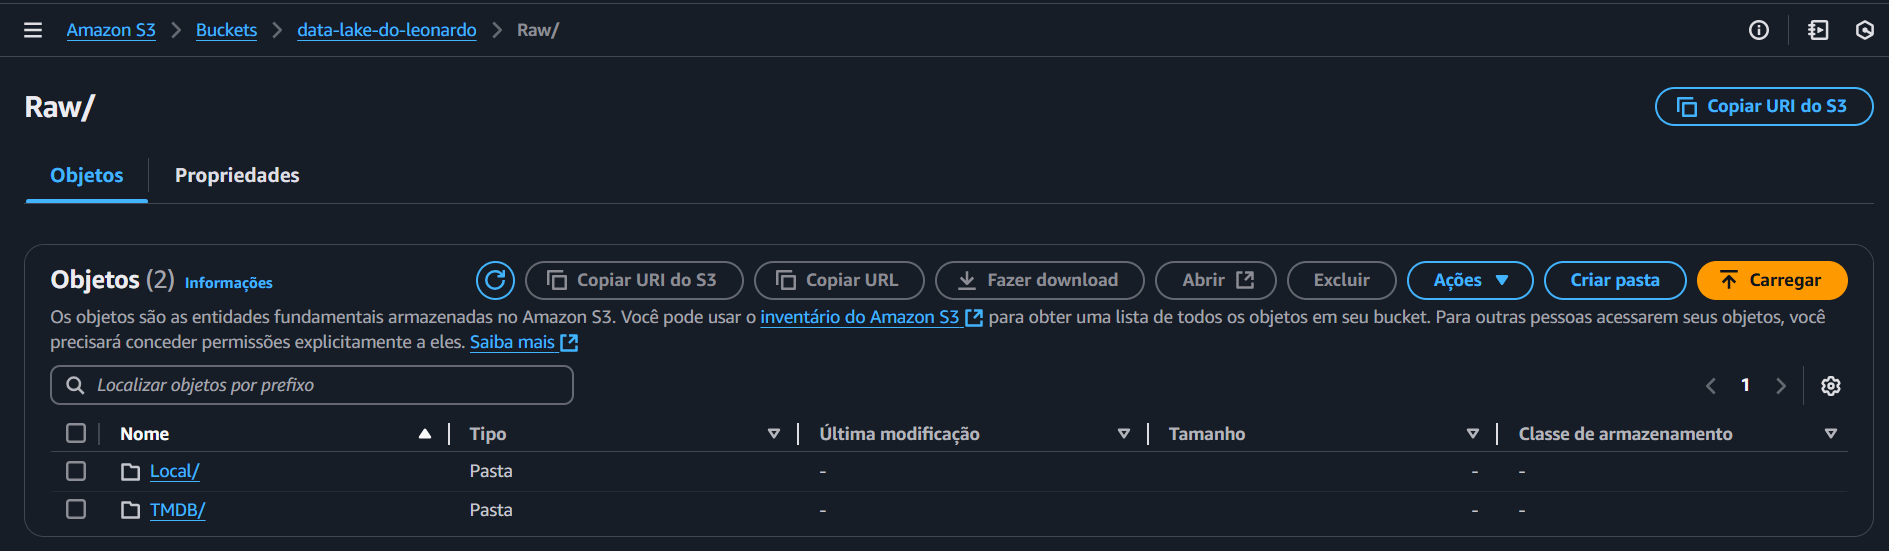 Amazon S3 > Buckets > data-lake-do-leonardo > Raw/
Raw/
Copiar URI do S3
Objetos Propriedades
Objetos (2) Informações Copiar URI do S3 Copiar URL Fazer download Abrir Excluir Ações Criar pasta Carregar
Os objetos são as entidades fundamentais armazenadas no Amazon S3. Você pode usar o inventário do Amazon S3 para obter uma lista de todos os objetos em seu bucket. Para outras pessoas acessarem seus objetos, você
precisará conceder permissões explicitamente a eles. Saiba mais
Localizar objetos por prefixo
< 1 >
Nome Tipo Última modificação Tamanho Classe de armazenamento
Local/ Pasta - - -
TMDB/ Pasta - - -